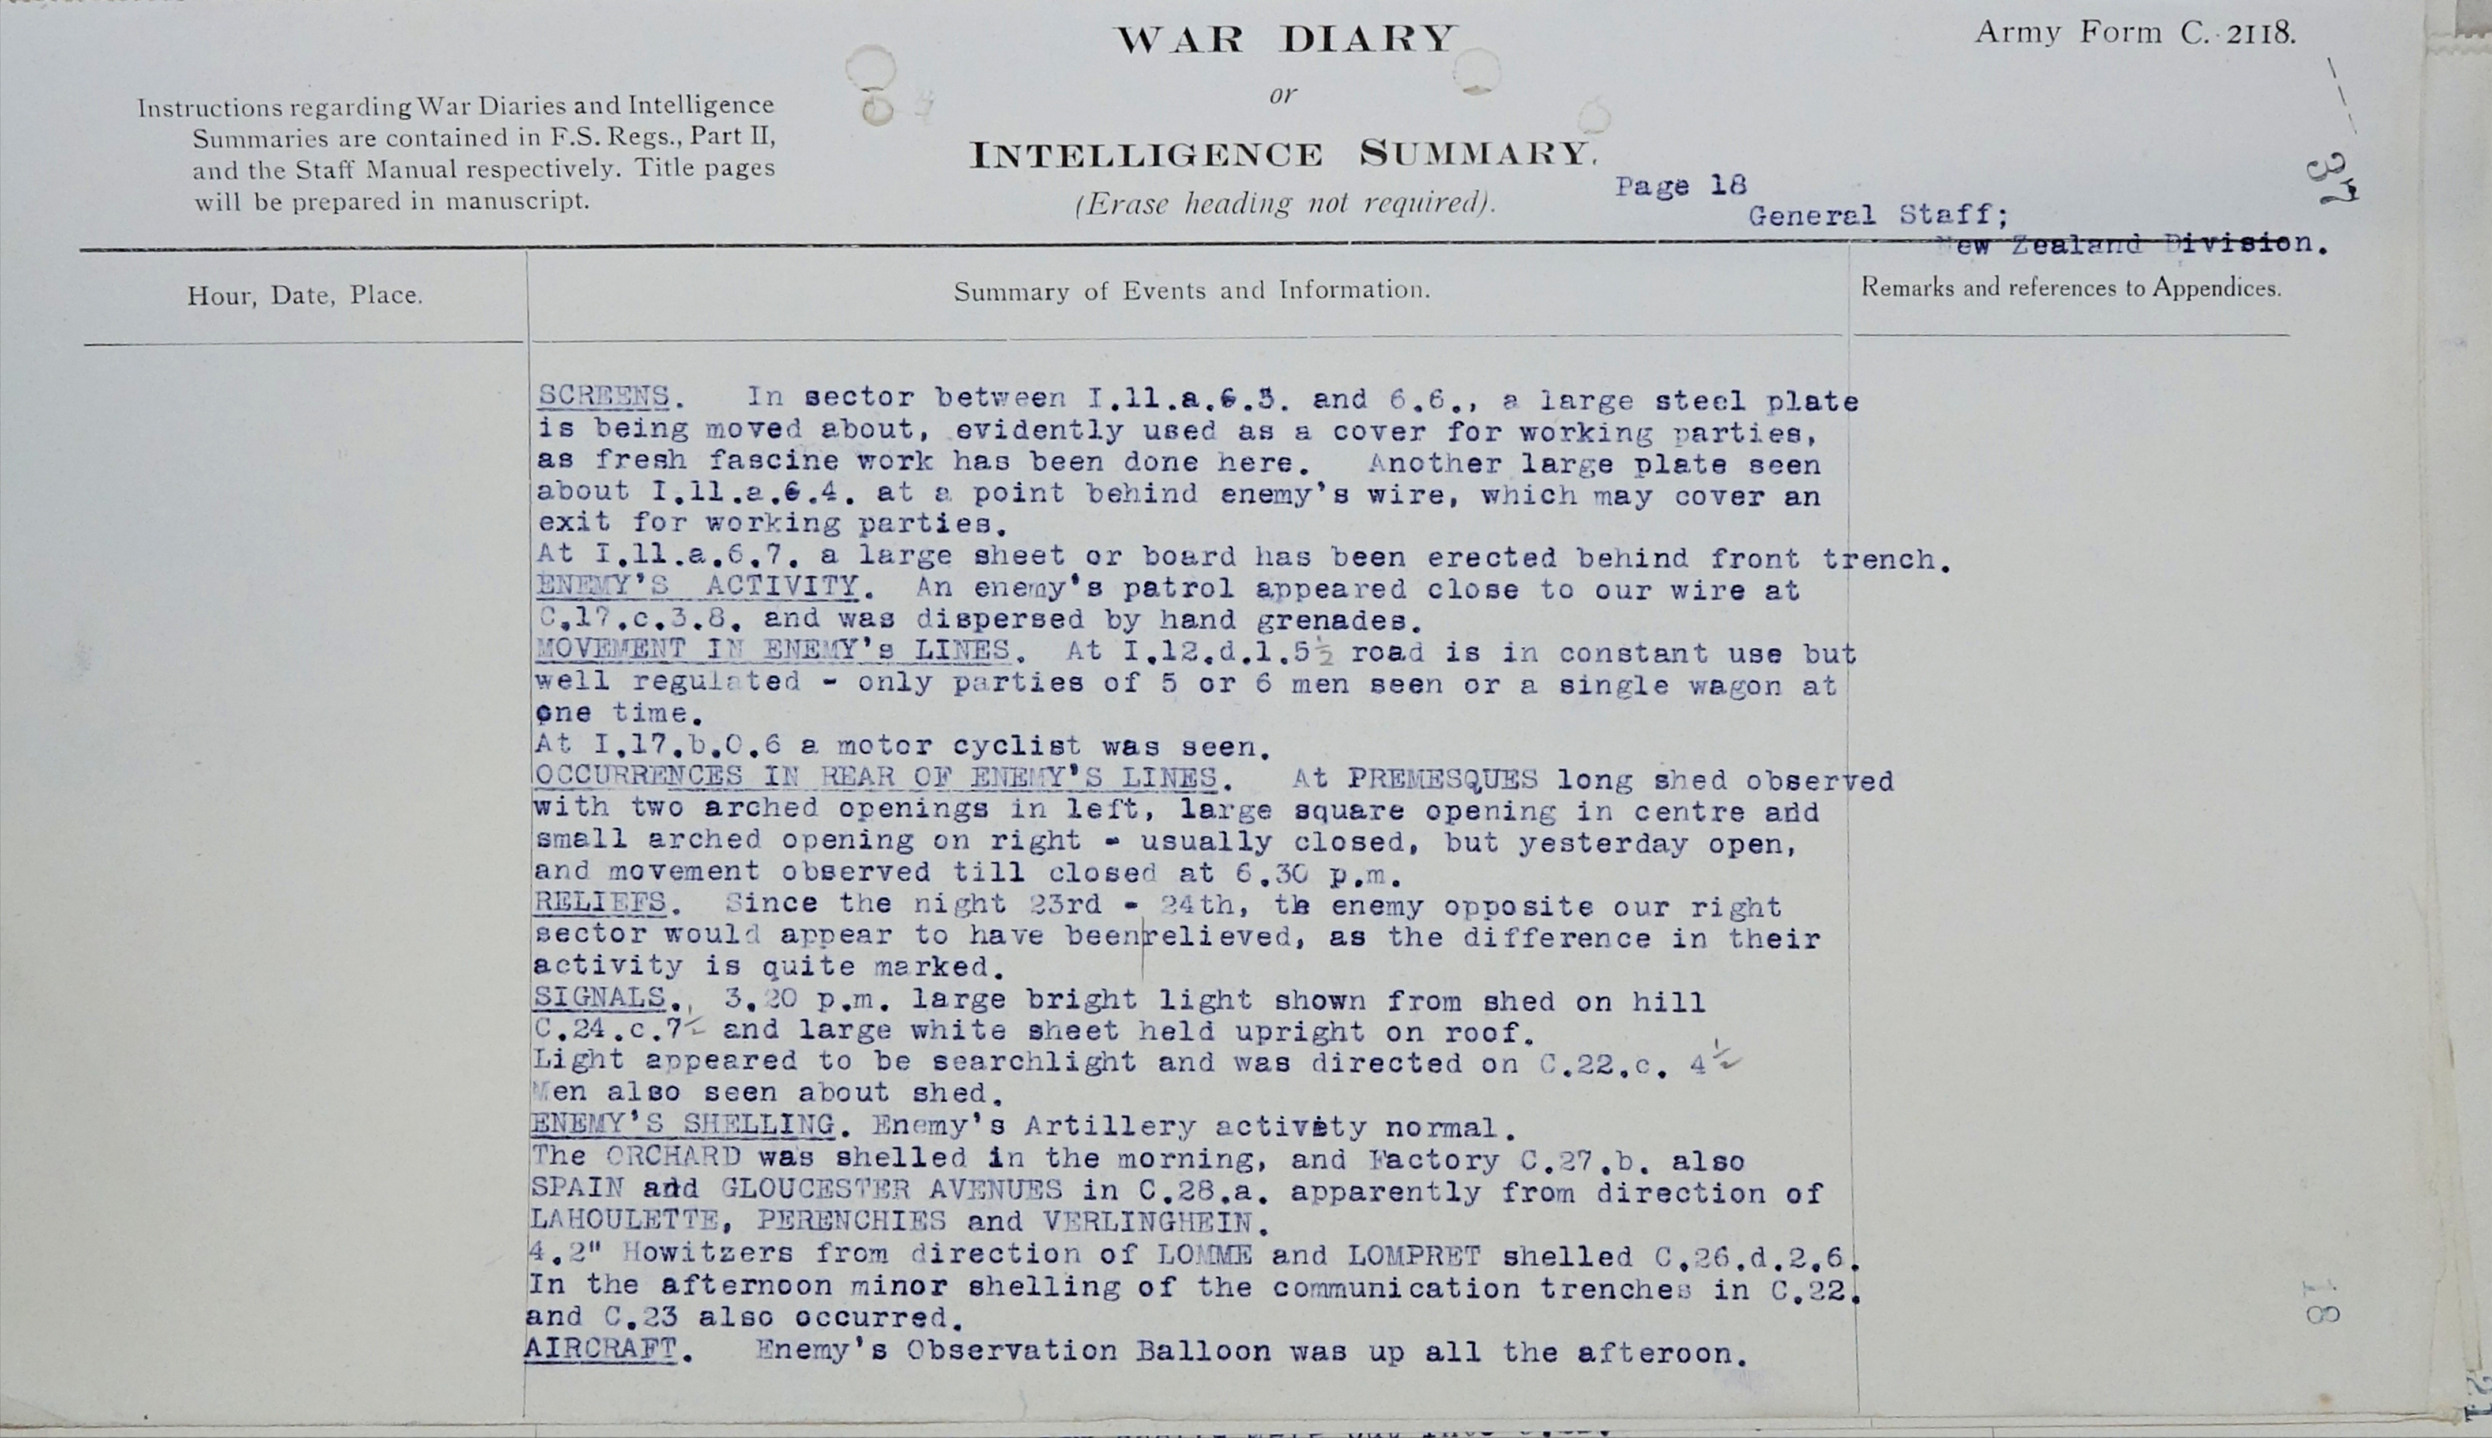 WAR DIARY
or
INTELLIGENCE SUMMARY.
(Erase heading not required).
Army Form C. 2118.
Instructions regarding War Diaries and Intelligence
Summaries are contained in F.S. Regs., Part II,
and the Staff Manual respectively. Title pages
will be prepared in manuscript.
37
Page 18
General Staff;
New Zealand Division.
Hour, Date, Place.
Summary of Events and Information.
Remarks and references to Appendices.
SCREENS. In sector between I.11.a.6.3. and 6.6., a large steel plate
is being moved about, evidently used as a cover for working parties,
as fresh fascine work has been done here. Another large plate seen
about I.11.a.6.4. at a point behind enemy's wire, which may cover an
exit for working parties.
At I.11.a.6.7. a large sheet or board has been erected behind front trench.
ENEMY'S ACTIVITY. An enemy's patrol appeared close to our wire at
C.17.c.3.8. and was dispersed by hand grenades.
MOVEMENT IN ENEMY's LINES. At I.12.d.1.5½ road is in constant use but
well regulated - only parties of 5 or 6 men seen or a single wagon at
one time.
At I.17.b.0.6 a motor cyclist was seen.
OCCURRENCES IN REAR OF ENEMY'S LINES. At PREMESQUES long shed observed
with two arched openings in left, large square opening in centre add
small arched opening on right - usually closed, but yesterday open,
and movement observed till closed at 6.30 p.m.
RELIEFS. Since the night 23rd - 24th, th enemy opposite our right
sector would appear to have been|relieved, as the difference in their
activity is quite marked.
SIGNALS., 3.20 p.m. large bright light shown from shed on hill
C.24.c.7½ and large white sheet held upright on roof.
Light appeared to be searchlight and was directed on C.22.c. 4½
Men also seen about shed.
ENEMY'S SHELLING. Enemy's Artillery activity normal.
The ORCHARD was shelled in the morning, and Factory C.27.b. also
SPAIN add GLOUCESTER AVENUES in C.28.a. apparently from direction of
LAHOULETTE, PERENCHIES and VERLINGHEIN.
4.2" Howitzers from direction of LOMME and LOMPRET shelled C.26.d.2.6.
In the afternoon minor shelling of the communication trenches in C.22.
and C.23 also occurred.
AIRCRAFT. Enemy's Observation Balloon was up all the afteroon.
18
21